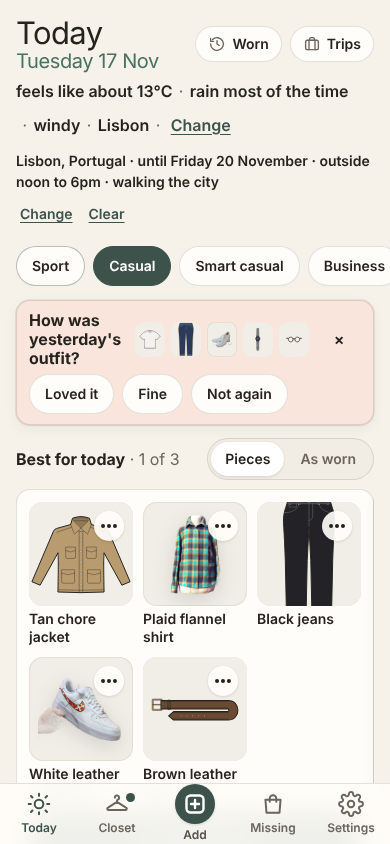 Today
Worn
Trips
Tuesday 17 Nov
feels like about 13°C · rain most of the time
· windy · Lisbon · Change
Lisbon, Portugal · until Friday 20 November · outside
noon to 6pm · walking the city
Change Clear
Sport Casual Smart casual Business
How was
yesterday's
outfit?
×
Loved it Fine Not again
Best for today · 1 of 3
Pieces As worn
Tan chore
jacket
Plaid flannel
shirt
Black jeans
White leather
Brown leather
Today Closet Add Missing Settings